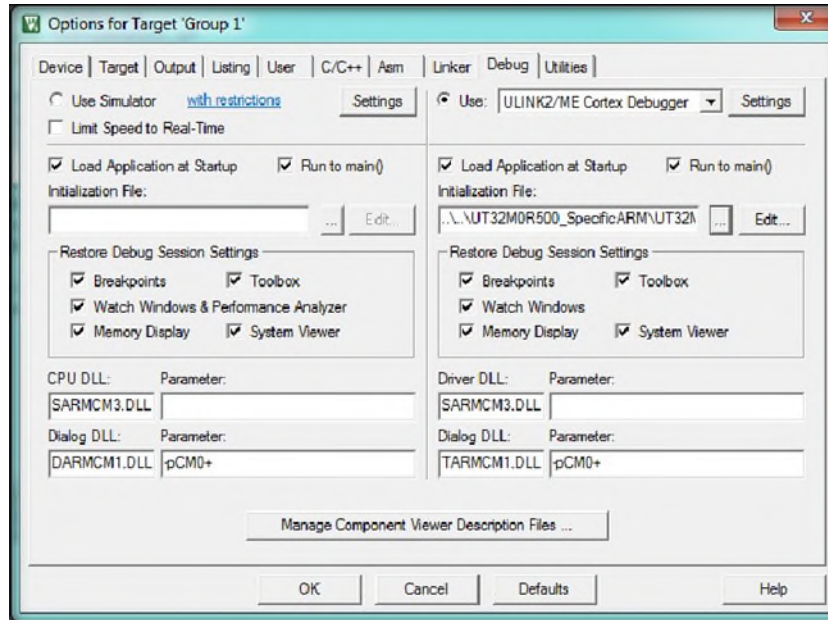 Options for Target 'Group 1'
Device Target Output Listing User C/C++ Asm Linker Debug Utilities
Use Simulator with restrictions Settings
Limit Speed to Real-Time
Use: ULINK2/ME Cortex Debugger Settings
Load Application at Startup Run to main()
Initialization File:
... Edit...
Load Application at Startup Run to main()
Initialization File:
..\..\UT32M0R500_SpecificARM\UT32M ... Edit...
Restore Debug Session Settings
Breakpoints Toolbox
Watch Windows & Performance Analyzer
Memory Display System Viewer
Restore Debug Session Settings
Breakpoints Toolbox
Watch Windows
Memory Display System Viewer
CPU DLL: Parameter:
SARMCM3.DLL
Dialog DLL: Parameter:
DARMCM1.DLL -pCM0+
Driver DLL: Parameter:
SARMCM3.DLL
Dialog DLL: Parameter:
TARMCM1.DLL -pCM0+
Manage Component Viewer Description Files ...
OK Cancel Defaults Help